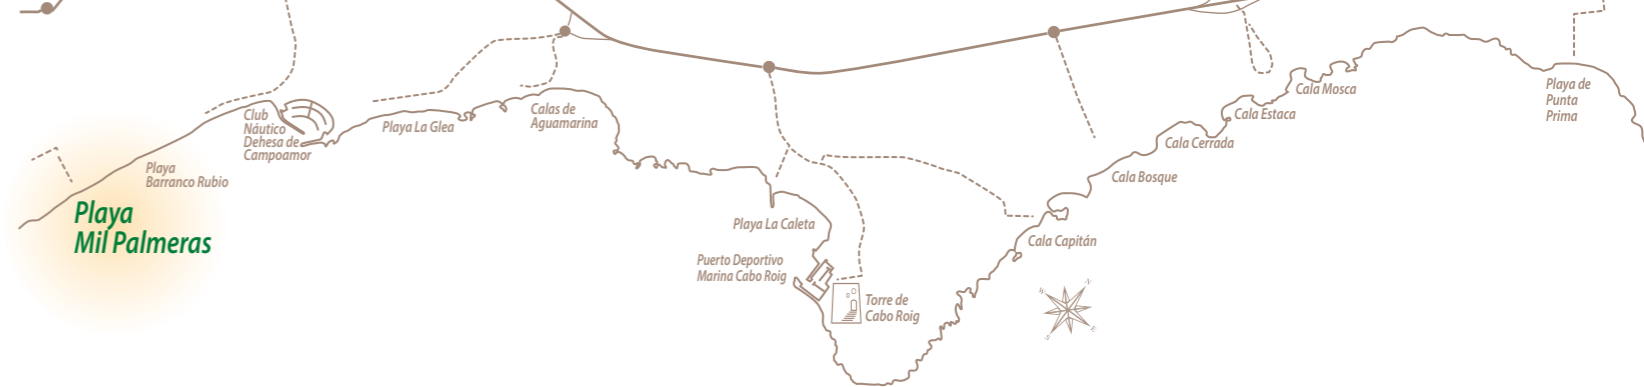 Playa
Mil Palmeras
Playa
Barranco Rubio
Club
Náutico
Dehesa de
Campoamor
Playa La Glea
Calas de
Aguamarina
Playa La Caleta
Puerto Deportivo
Marina Cabo Roig
Torre de
Cabo Roig
Cala Capitán
Cala Bosque
Cala Cerrada
Cala Estaca
Cala Mosca
Playa de
Punta
Prima
N
W
E
S